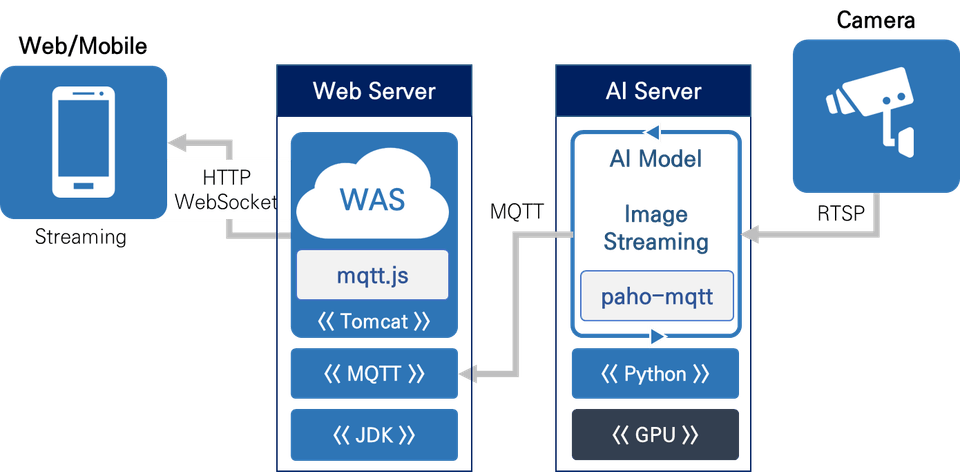 Web/Mobile
Streaming
HTTP
WebSocket
Web Server
WAS
mqtt.js
《 Tomcat 》
《 MQTT 》
《 JDK 》
MQTT
AI Server
AI Model
Image
Streaming
paho-mqtt
《 Python 》
《 GPU 》
Camera
RTSP